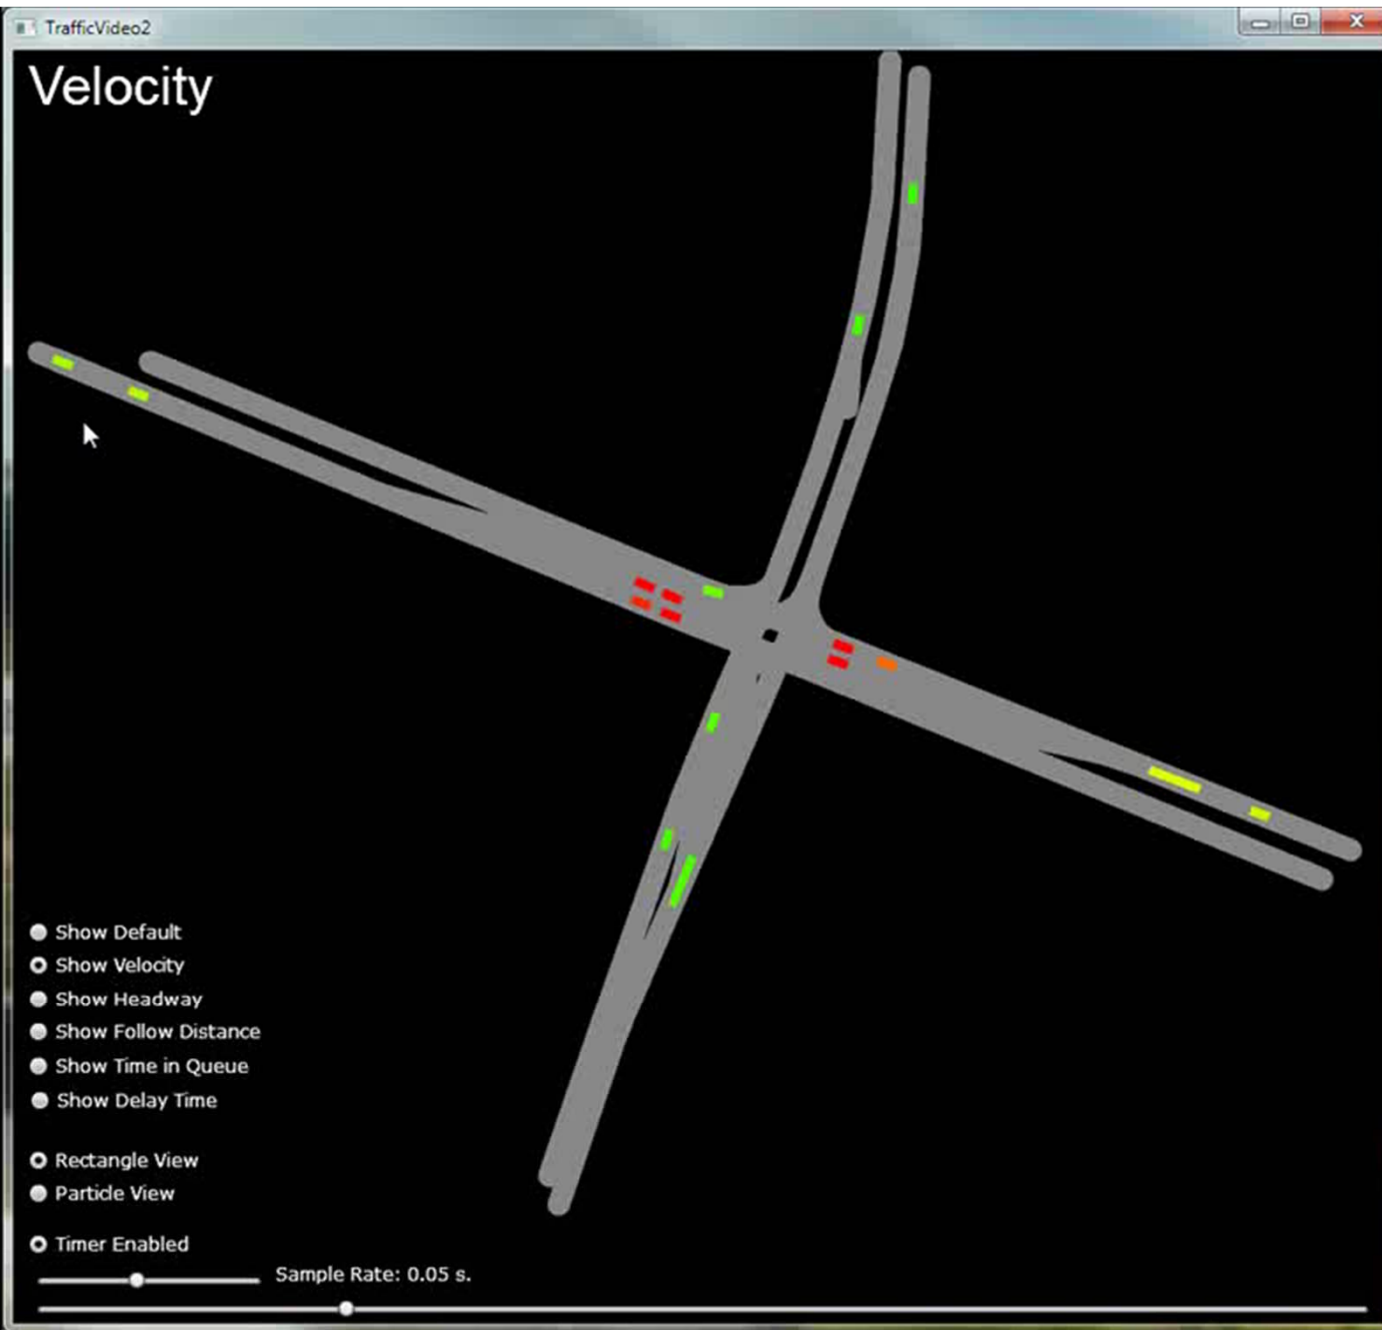 TrafficVideo2
Velocity
Show Default
Show Velocity
Show Headway
Show Follow Distance
Show Time in Queue
Show Delay Time
Rectangle View
Particle View
Timer Enabled
Sample Rate: 0.05 s.